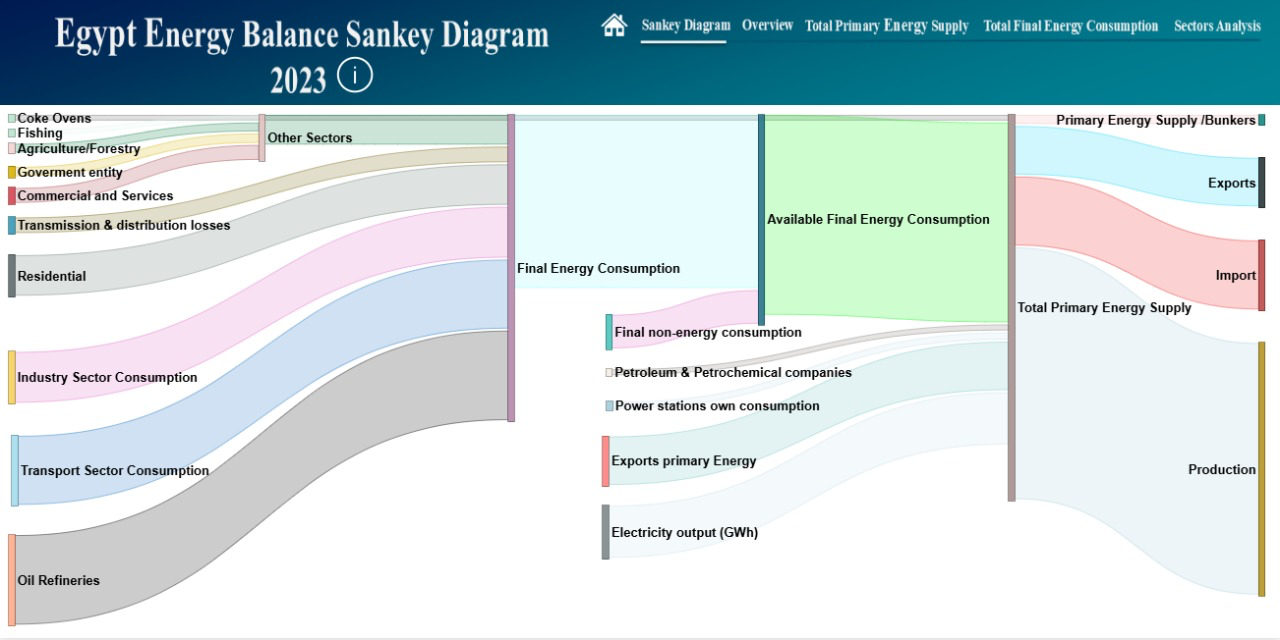 Egypt Energy Balance Sankey Diagram
2023 i
Sankey Diagram
Overview
Total Primary Energy Supply
Total Final Energy Consumption
Sectors Analysis
Coke Ovens
Fishing
Agriculture/Forestry
Goverment entity
Commercial and Services
Transmission & distribution losses
Residential
Industry Sector Consumption
Transport Sector Consumption
Oil Refineries
Other Sectors
Final Energy Consumption
Final non-energy consumption
Petroleum & Petrochemical companies
Power stations own consumption
Exports primary Energy
Electricity output (GWh)
Available Final Energy Consumption
Total Primary Energy Supply
Primary Energy Supply /Bunkers
Exports
Import
Production